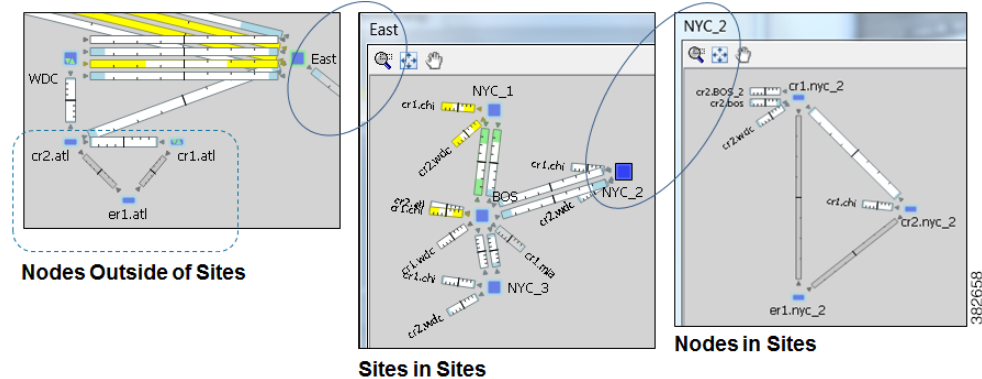 East
WDC
cr2.atl
cr1.atl
er1.atl
Nodes Outside of Sites
East
NYC_1
cr1.chi
cr2.wdc
cr1.chi
NYC_2
BOS
cr2.wdc
cr1.chi
cr1.wdc
cr1.mia
cr1.chi
NYC_3
cr2.wdc
Sites in Sites
NYC_2
cr2.BOS_2
cr1.nyc_2
cr2.bos
cr2.wdc
cr1.chi
cr2.nyc_2
er1.nyc_2
Nodes in Sites
382658